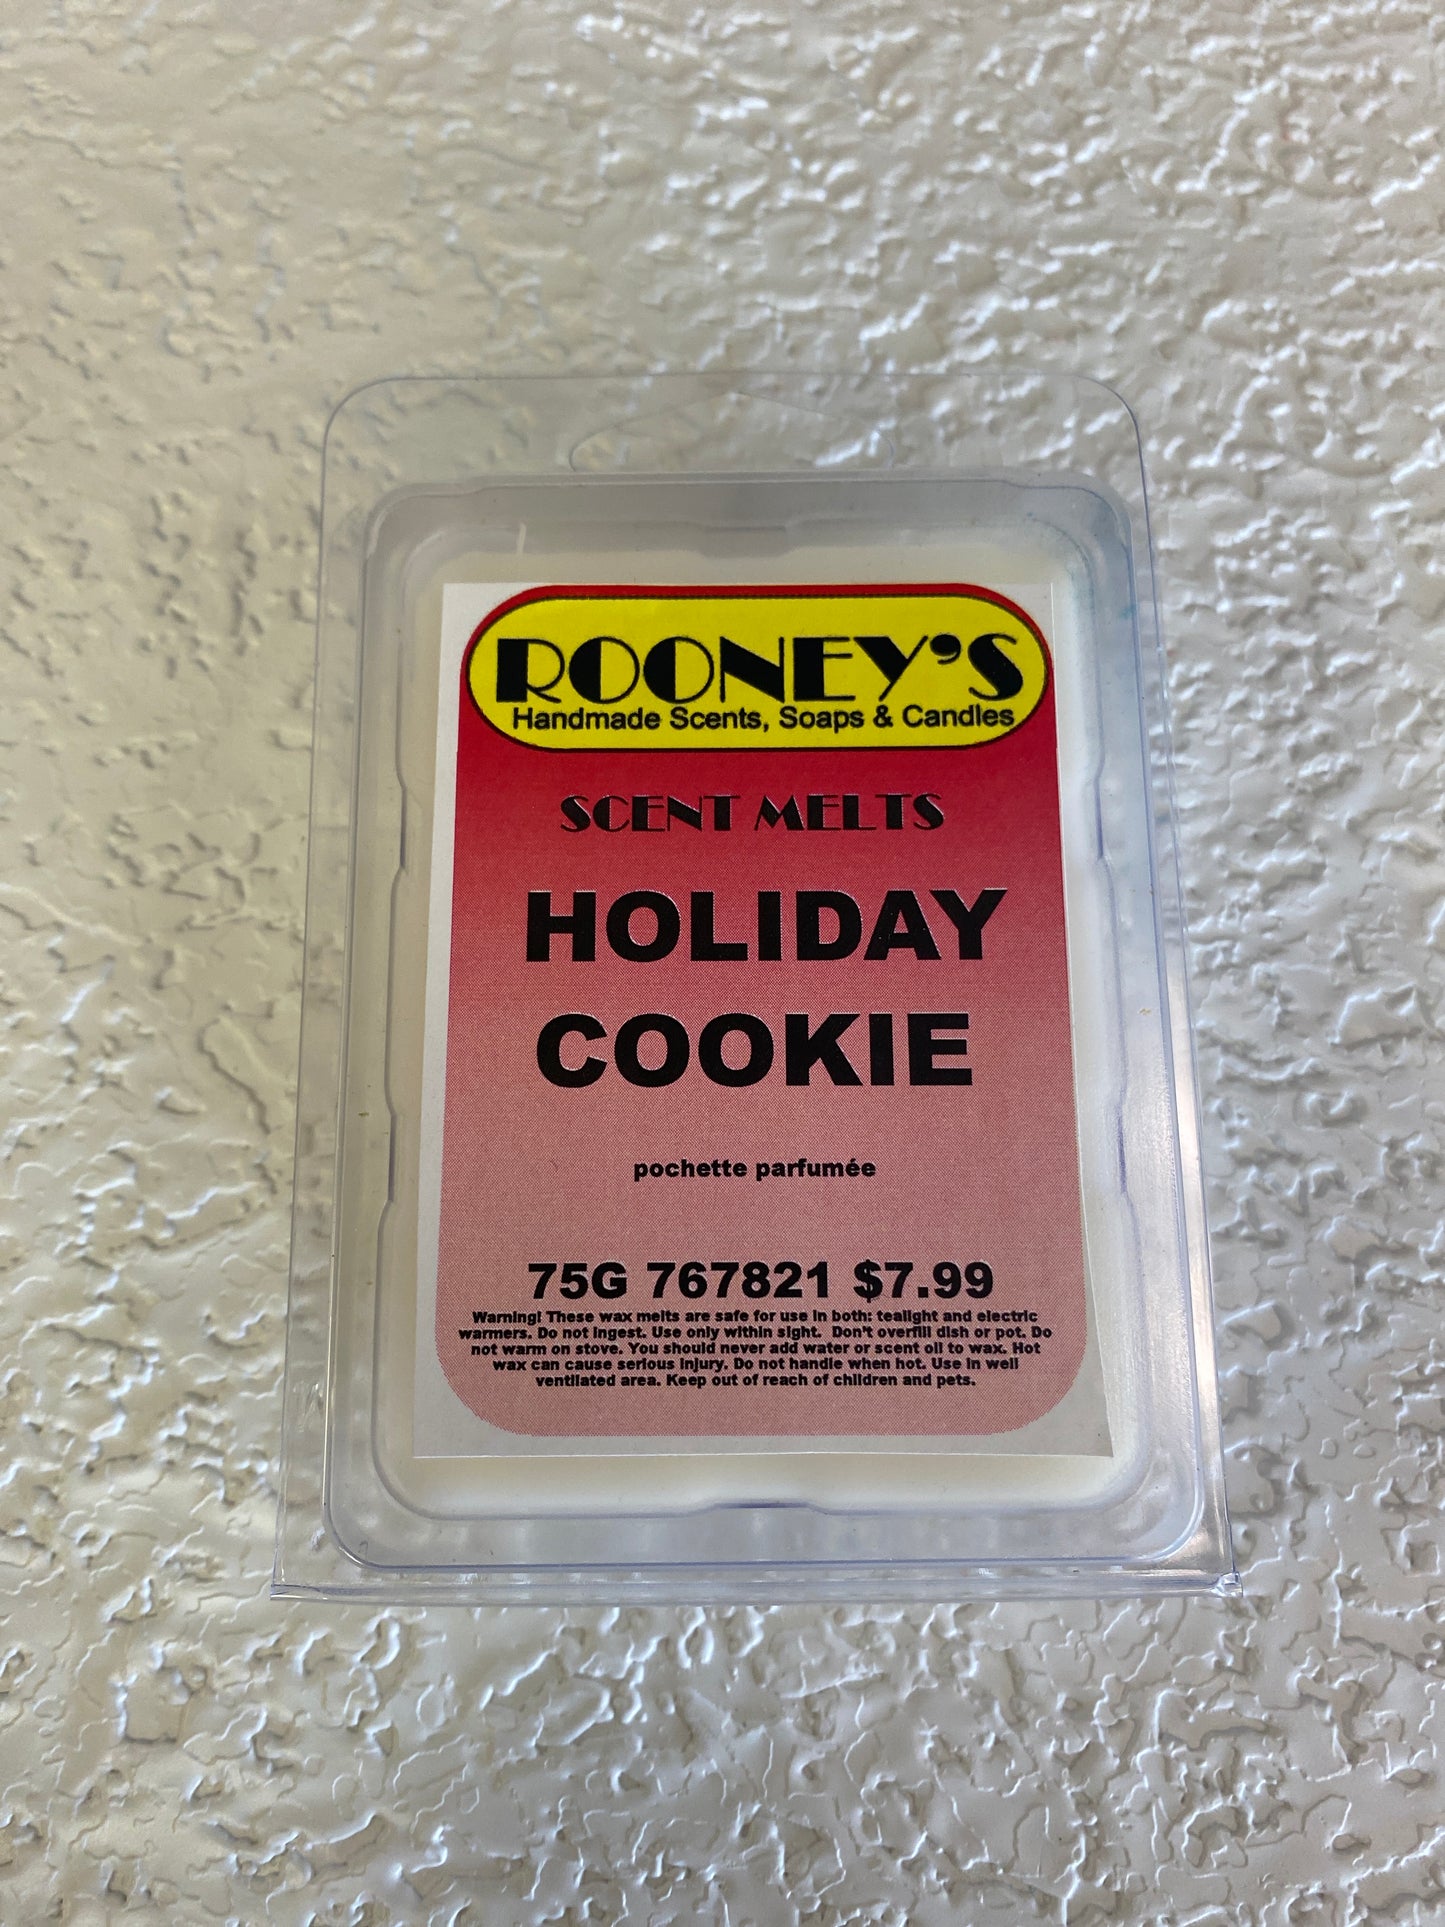 ROONEY'S
Handmade Scents, Soaps & Candles
SCENT MELTS
HOLIDAY
COOKIE
pochette parfumée
75G 767821 $7.99
Warning! These wax melts are safe for use in both: tealight and electric
warmers. Do not ingest. Use only within sight. Don't overfill dish or pot. Do
not warm on stove. You should never add water or scent oil to wax. Hot
wax can cause serious injury. Do not handle when hot. Use in well
ventilated area. Keep out of reach of children and pets.